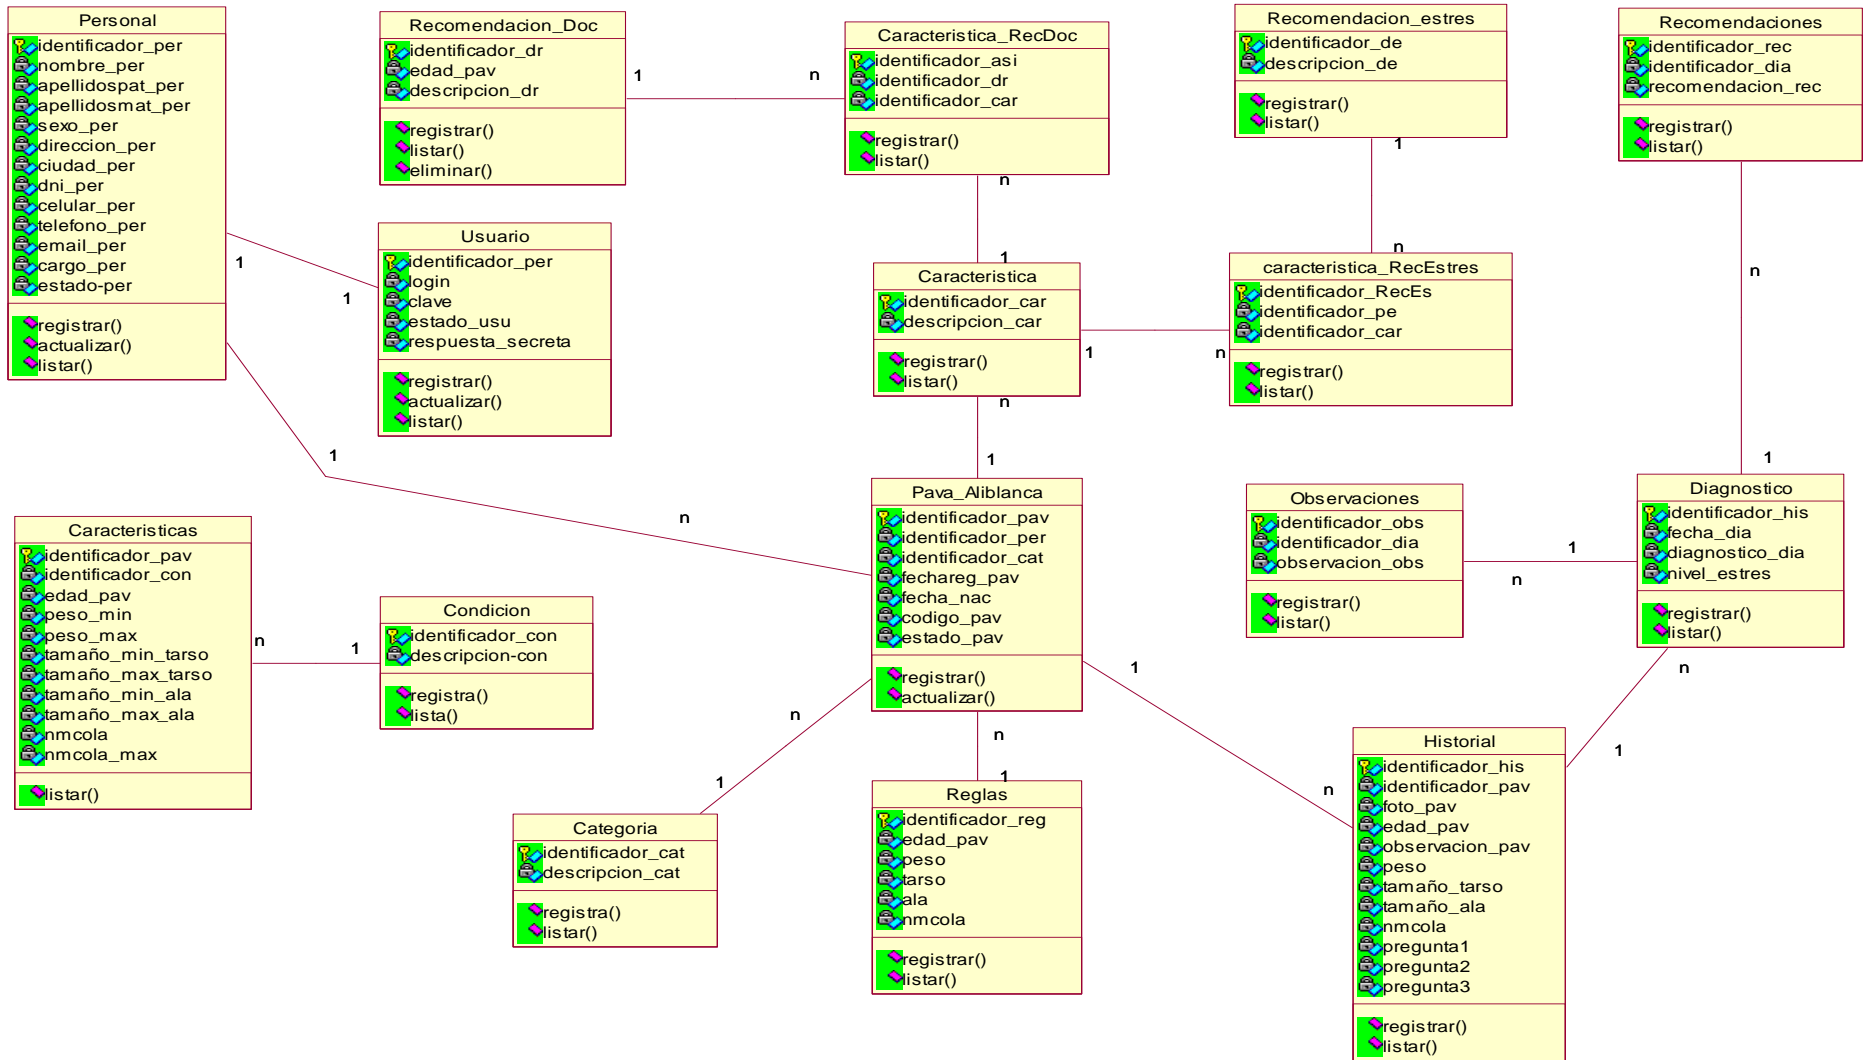 Personal
identificador_per
nombre_per
apellidospat_per
apellidosmat_per
sexo_per
direccion_per
ciudad_per
dni_per
celular_per
telefono_per
email_per
cargo_per
estado-per
registrar()
actualizar()
listar()
Recomendacion_Doc
identificador_dr
edad_pav
descripcion_dr
registrar()
listar()
eliminar()
1
n
Caracteristica_RecDoc
identificador_asi
identificador_dr
identificador_car
registrar()
listar()
n
1
Recomendacion_estres
identificador_de
descripcion_de
registrar()
listar()
1
n
Recomendaciones
identificador_rec
identificador_dia
recomendacion_rec
registrar()
listar()
n
1
1
1
Usuario
identificador_per
login
clave
estado_usu
respuesta_secreta
registrar()
actualizar()
listar()
Caracteristica
identificador_car
descripcion_car
registrar()
listar()
1
n
caracteristica_RecEstres
identificador_RecEs
identificador_pe
identificador_car
registrar()
listar()
n
1
1
n
Caracteristicas
identificador_pav
identificador_con
edad_pav
peso_min
peso_max
tamaño_min_tarso
tamaño_max_tarso
tamaño_min_ala
tamaño_max_ala
nmcola
nmcola_max
listar()
n
1
Condicion
identificador_con
descripcion-con
registra()
lista()
Pava_Aliblanca
identificador_pav
identificador_per
identificador_cat
fechareg_pav
fecha_nac
codigo_pav
estado_pav
registrar()
actualizar()
Observaciones
identificador_obs
identificador_dia
observacion_obs
registrar()
listar()
1
n
Diagnostico
identificador_his
fecha_dia
diagnostico_dia
nivel_estres
registrar()
listar()
n
1
1
n
n
1
n
1
Categoria
identificador_cat
descripcion_cat
registra()
listar()
Reglas
identificador_reg
edad_pav
peso
tarso
ala
nmcola
registrar()
listar()
Historial
identificador_his
identificador_pav
foto_pav
edad_pav
observacion_pav
peso
tamaño_tarso
tamaño_ala
nmcola
pregunta1
pregunta2
pregunta3
registrar()
listar()